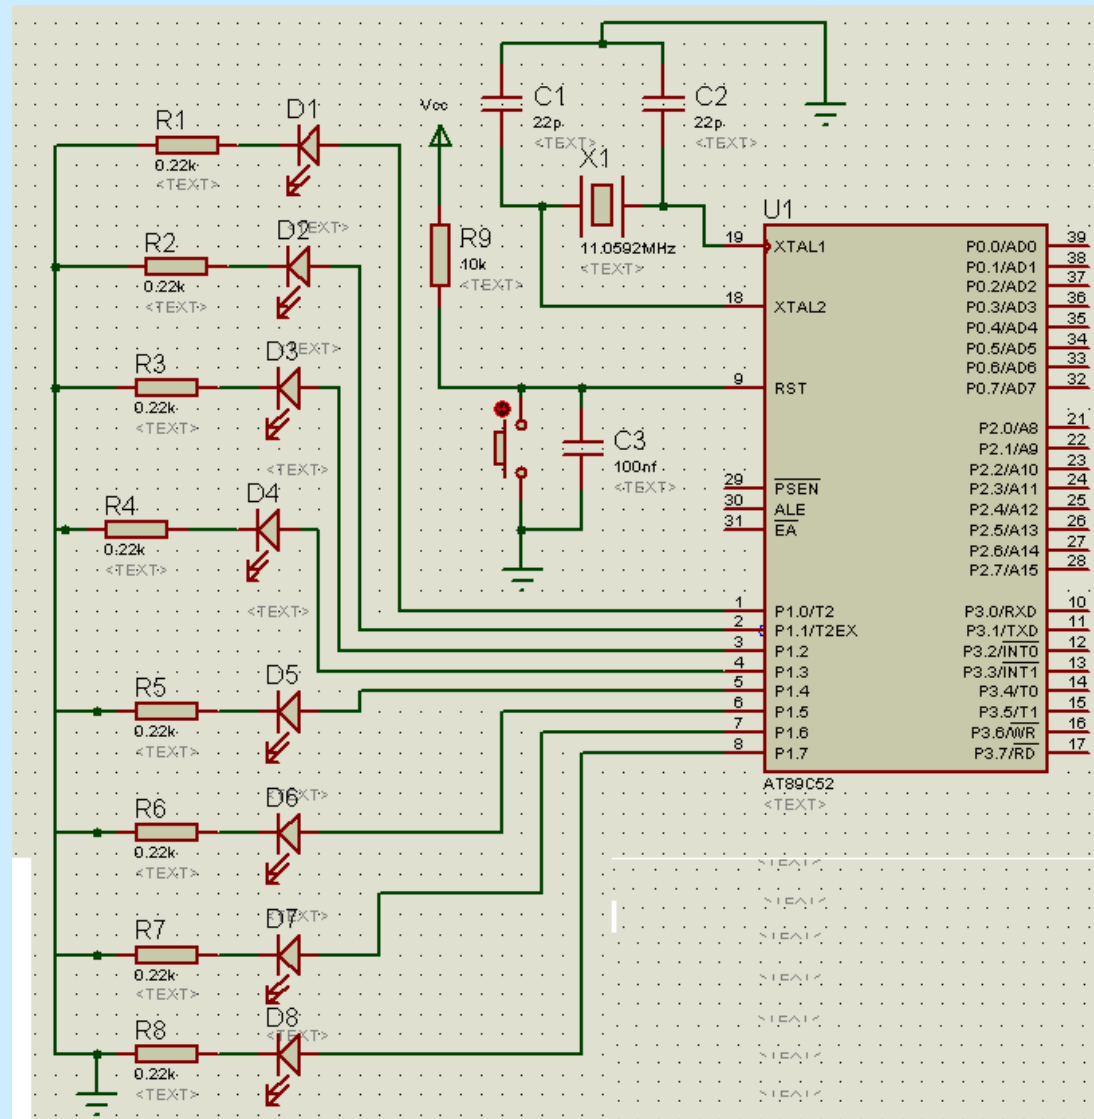 R1
0.22k
<TEXT>
D1
<TEXT>
R2
0.22k
<TEXT>
D2
<TEXT>
R3
0.22k
<TEXT>
D3
<TEXT>
R4
0.22k
<TEXT>
D4
<TEXT>
R5
0.22k
<TEXT>
D5
<TEXT>
R6
0.22k
<TEXT>
D6
<TEXT>
R7
0.22k
<TEXT>
D7
<TEXT>
R8
0.22k
<TEXT>
D8
Vcc
R9
10k
<TEXT>
C1
22p
<TEXT>
C2
22p
<TEXT>
X1
11.0592MHz
<TEXT>
C3
100nf
<TEXT>
U1
19 XTAL1
18 XTAL2
9 RST
29 PSEN
30 ALE
31 EA
1 P1.0/T2
2 P1.1/T2EX
3 P1.2
4 P1.3
5 P1.4
6 P1.5
7 P1.6
8 P1.7
P0.0/AD0 39
P0.1/AD1 38
P0.2/AD2 37
P0.3/AD3 36
P0.4/AD4 35
P0.5/AD5 34
P0.6/AD6 33
P0.7/AD7 32
P2.0/A8 21
P2.1/A9 22
P2.2/A10 23
P2.3/A11 24
P2.4/A12 25
P2.5/A13 26
P2.6/A14 27
P2.7/A15 28
P3.0/RXD 10
P3.1/TXD 11
P3.2/INT0 12
P3.3/INT1 13
P3.4/T0 14
P3.5/T1 15
P3.6/WR 16
P3.7/RD 17
AT89C52
<TEXT>